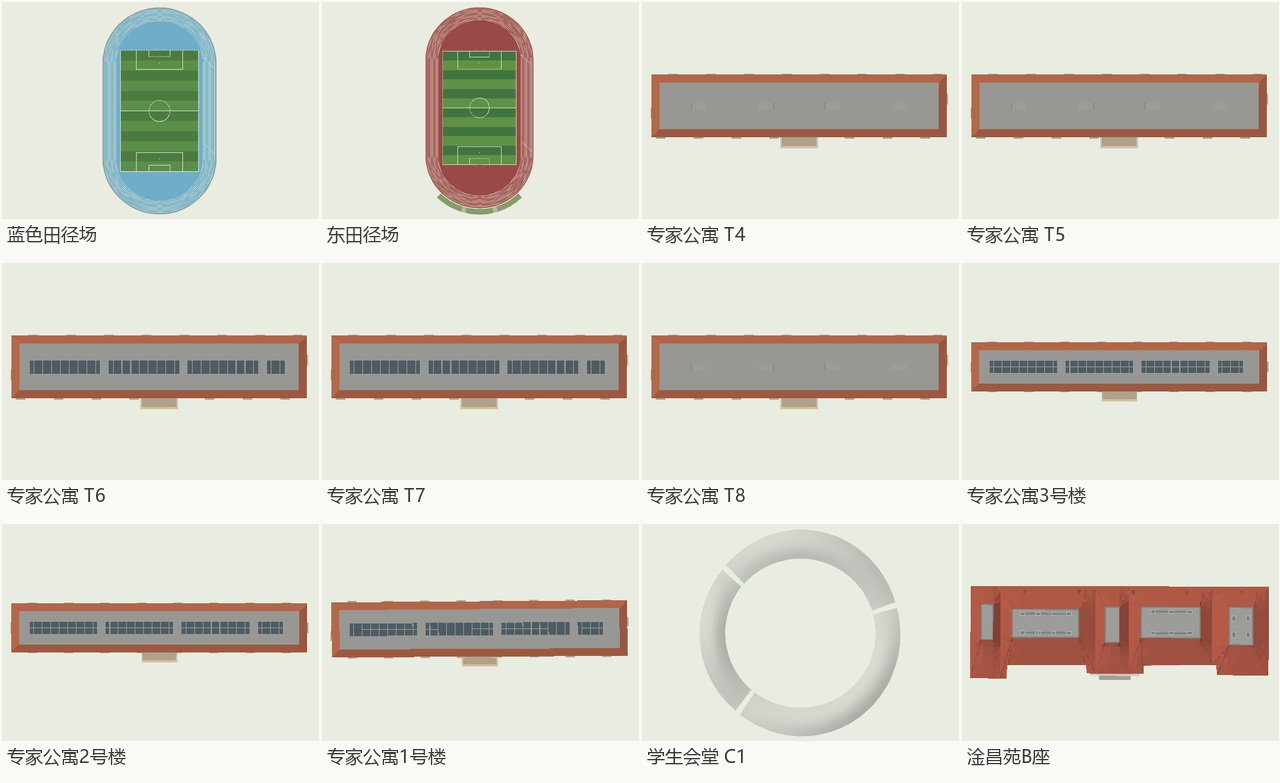 蓝色田径场
东田径场
专家公寓 T4
专家公寓 T5
专家公寓 T6
专家公寓 T7
专家公寓 T8
专家公寓3号楼
专家公寓2号楼
专家公寓1号楼
学生会堂 C1
淦昌苑B座